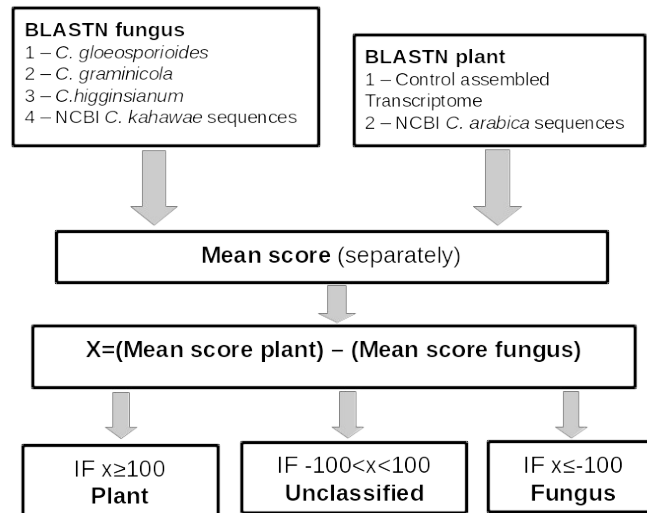 BLASTN fungus
1 – C. gloeosporioides
2 – C. graminicola
3 – C.higginsianum
4 – NCBI C. kahawae sequences
BLASTN plant
1 – Control assembled
Transcriptome
2 – NCBI C. arabica sequences
Mean score (separately)
X=(Mean score plant) – (Mean score fungus)
IF x≥100
Plant
IF -100<x<100
Unclassified
IF x≤-100
Fungus